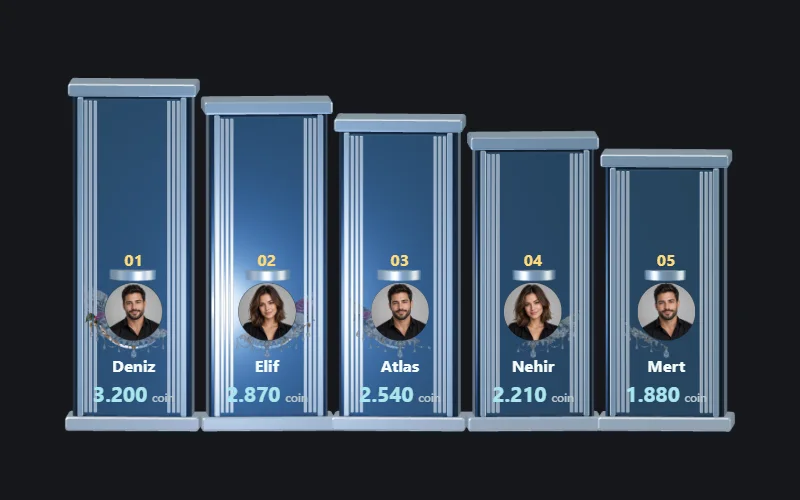 01
02
03
04
05
Deniz
Elif
Atlas
Nehir
Mert
3.200 coin
2.870 coin
2.540 coin
2.210 coin
1.880 coin